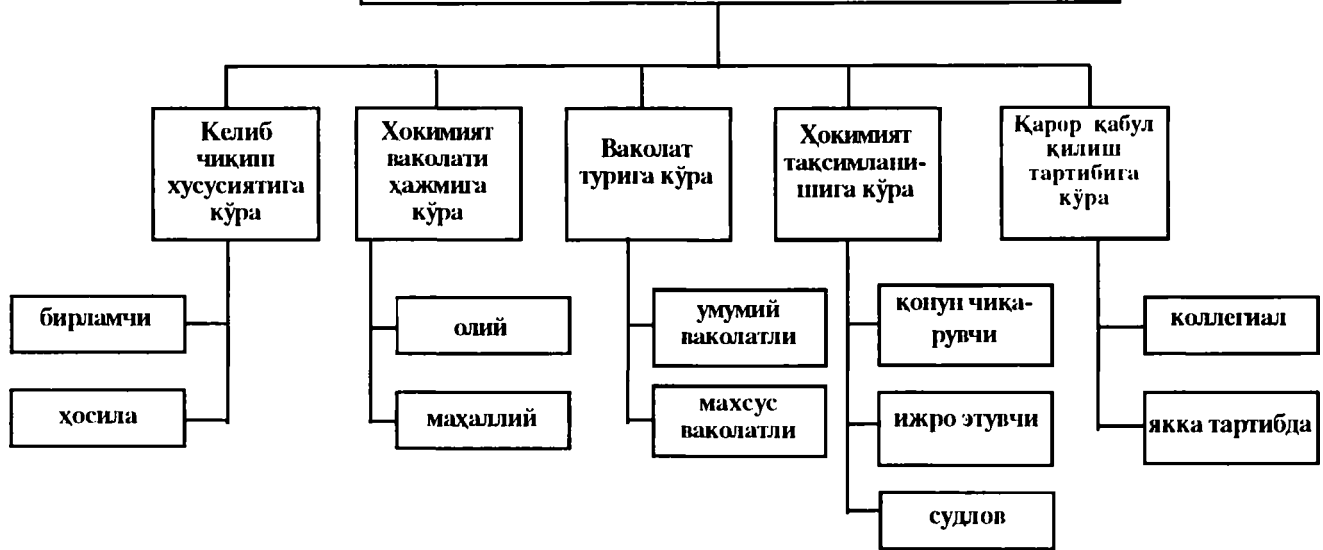 Келиб
чиқиш
хусусиятига
кўра
Ҳокимият
ваколати
ҳажмига
кўра
Ваколат
турига кўра
Ҳокимият
тақсимлани-
шига кўра
Қарор қабул
қилиш
тартибига
кўра
бирламчи
ҳосила
олий
маҳаллий
умумий
ваколатли
махсус
ваколатли
қонун чиқа-
рувчи
ижро этувчи
судлов
коллегиал
якка тартибда